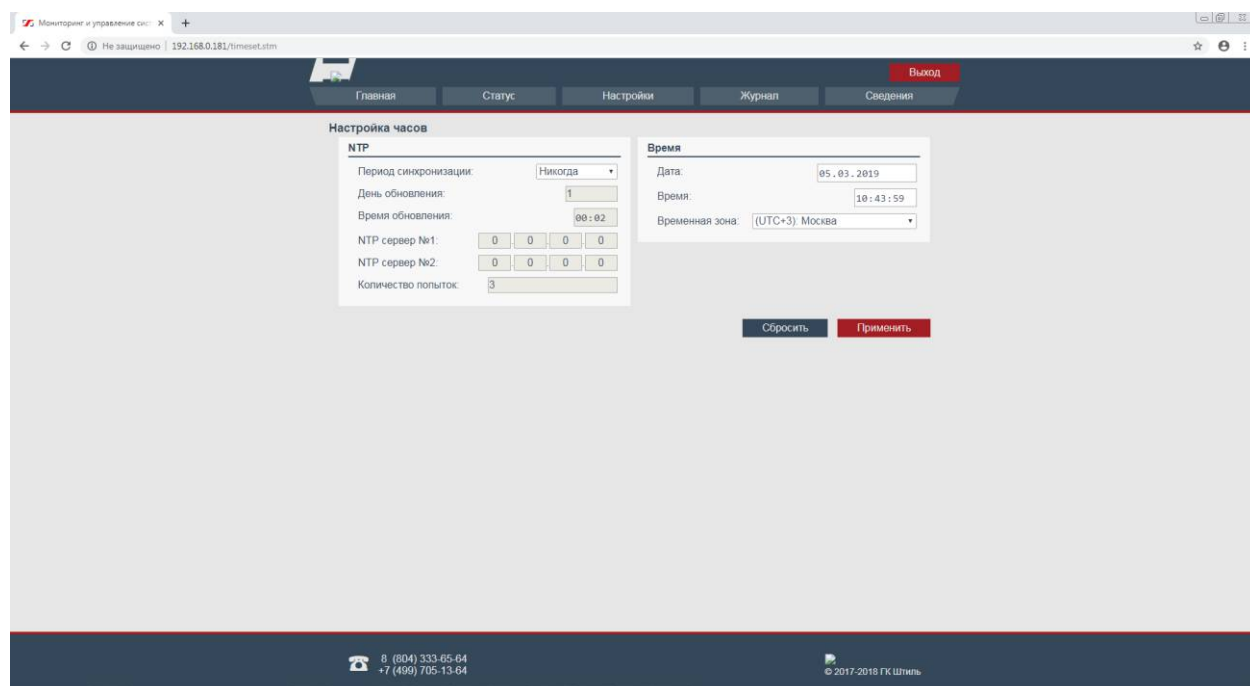 Мониторинг и управление сис
Не защищено | 192.168.0.181/timeset.stm
Выход
Главная Статус Настройки Журнал Сведения
Настройка часов
NTP
Период синхронизации: Никогда
День обновления: 1
Время обновления: 00:02
NTP сервер №1: 0 . 0 . 0 . 0
NTP сервер №2: 0 . 0 . 0 . 0
Количество попыток: 3
Время
Дата: 05.03.2019
Время: 10:43:59
Временная зона: (UTC+3): Москва
Сбросить Применить
8 (804) 333-65-64
+7 (499) 705-13-64
© 2017-2018 ГК Штиль